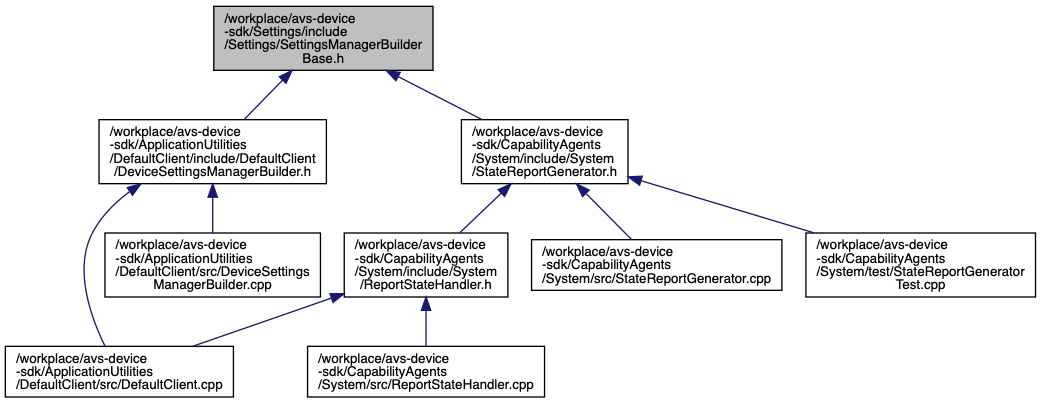 /workplace/avs-device
-sdk/Settings/include
/Settings/SettingsManagerBuilder
Base.h
/workplace/avs-device
-sdk/ApplicationUtilities
/DefaultClient/include/DefaultClient
/DeviceSettingsManagerBuilder.h
/workplace/avs-device
-sdk/CapabilityAgents
/System/include/System
/StateReportGenerator.h
/workplace/avs-device
-sdk/ApplicationUtilities
/DefaultClient/src/DeviceSettings
ManagerBuilder.cpp
/workplace/avs-device
-sdk/CapabilityAgents
/System/include/System
/ReportStateHandler.h
/workplace/avs-device
-sdk/CapabilityAgents
/System/src/StateReportGenerator.cpp
/workplace/avs-device
-sdk/CapabilityAgents
/System/test/StateReportGenerator
Test.cpp
/workplace/avs-device
-sdk/ApplicationUtilities
/DefaultClient/src/DefaultClient.cpp
/workplace/avs-device
-sdk/CapabilityAgents
/System/src/ReportStateHandler.cpp